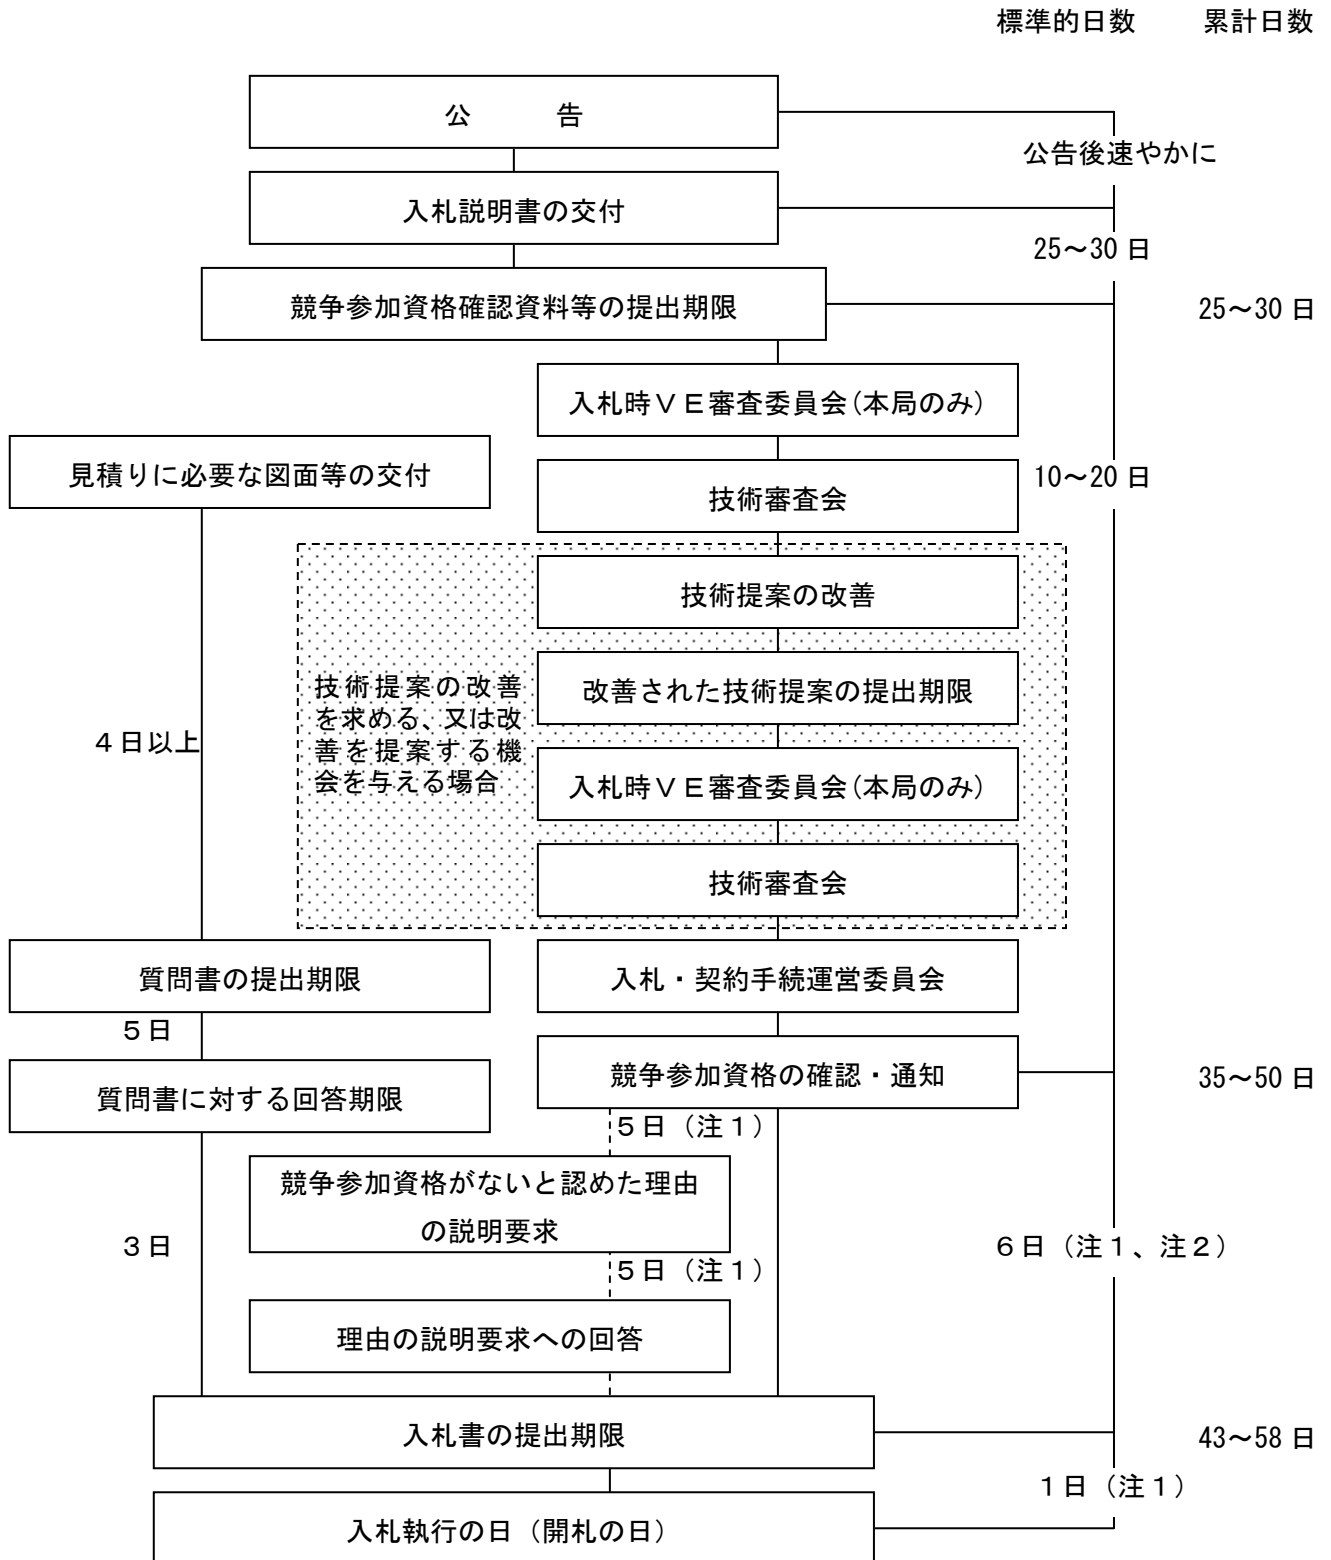 標準的日数 累計日数
公 告
公告後速やかに
入札説明書の交付
25～30 日
競争参加資格確認資料等の提出期限
25～30 日
入札時ＶＥ審査委員会(本局のみ)
見積りに必要な図面等の交付
10～20 日
技術審査会
技術提案の改善
技術提案の改善
を求める、又は改
善を提案する機
会を与える場合
改善された技術提案の提出期限
４日以上
入札時ＶＥ審査委員会(本局のみ)
技術審査会
質問書の提出期限
入札・契約手続運営委員会
５日
競争参加資格の確認・通知
35～50 日
質問書に対する回答期限
５日（注１）
競争参加資格がないと認めた理由
の説明要求
３日
６日（注１、注２）
５日（注１）
理由の説明要求への回答
入札書の提出期限
43～58 日
１日（注１）
入札執行の日（開札の日）